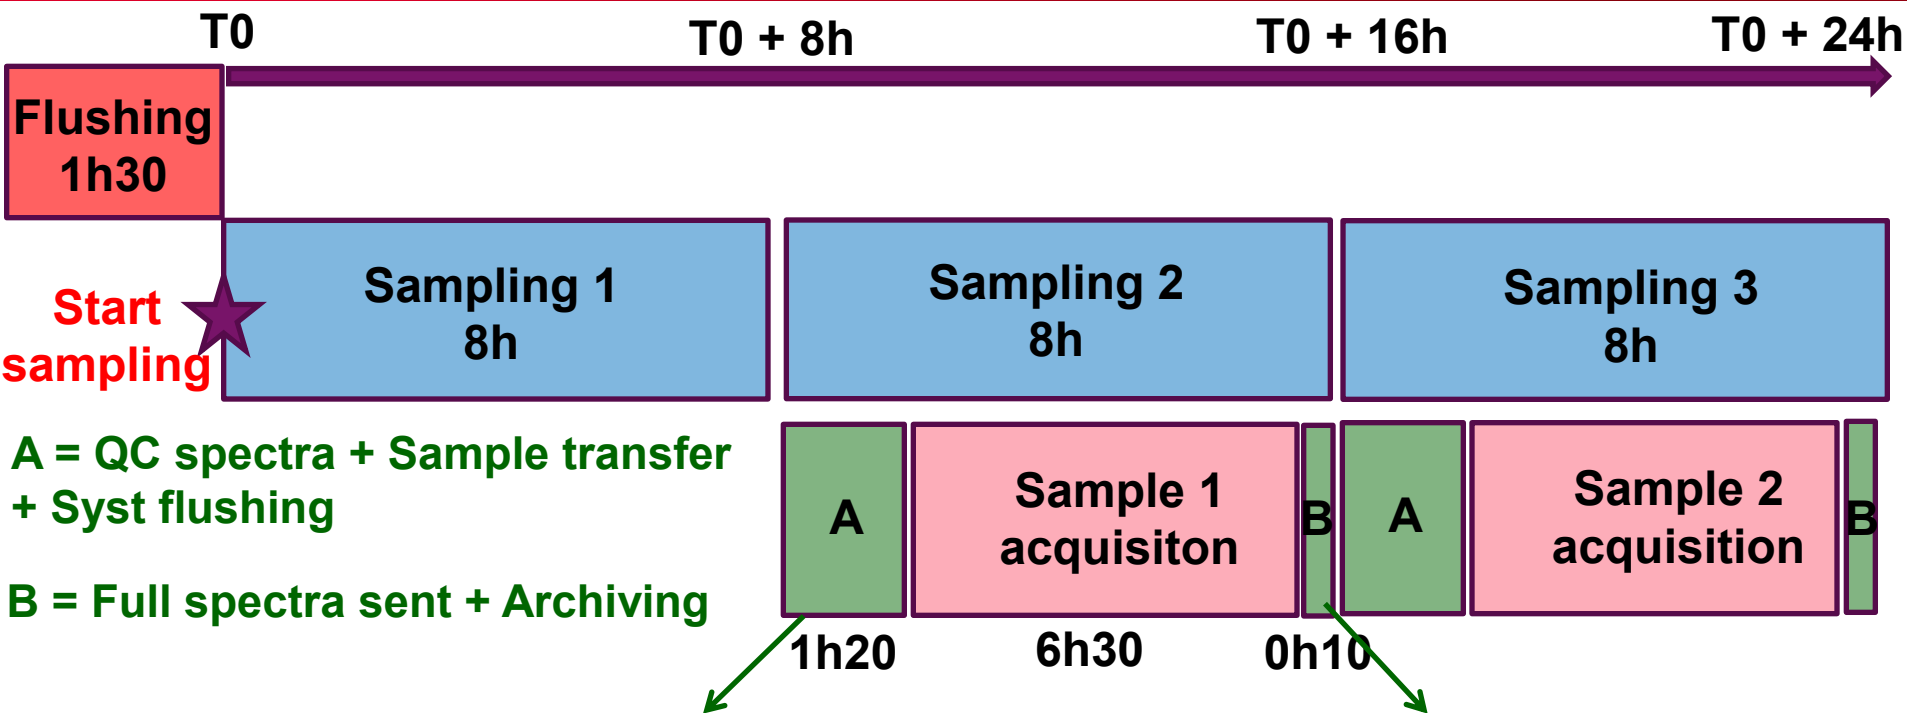 T0
T0 + 8h
T0 + 16h
T0 + 24h
Flushing
1h30
Start
sampling
Sampling 1
8h
Sampling 2
8h
Sampling 3
8h
A = QC spectra + Sample transfer
+ Syst flushing
B = Full spectra sent + Archiving
A
Sample 1
acquisiton
B
A
Sample 2
acquisition
B
1h20
6h30
0h10